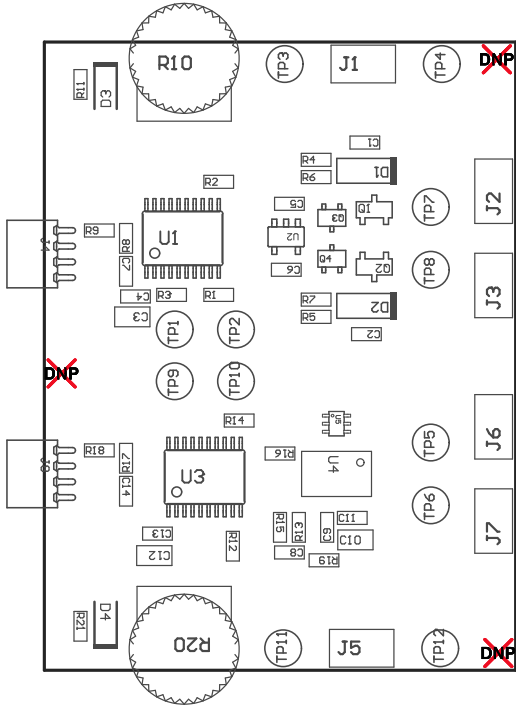 R10
TP3
J1
TP4
DNP
R11
D3
C1
R4
R6
D1
R2
C5
Q3
Q1
TP7
J2
R9
R8
U1
U2
J4
C7
Q4
Q2
TP8
C6
J3
C4
R3
R1
R7
D2
C3
R5
TP1
TP2
C2
DNP
TP9
TP10
R14
U5
TP5
J6
R18
R17
R16
U4
U3
C14
TP6
R15
R13
C9
C11
J7
C13
R12
C10
C12
C8
R19
R21
D4
R20
TP11
J5
TP12
DNP